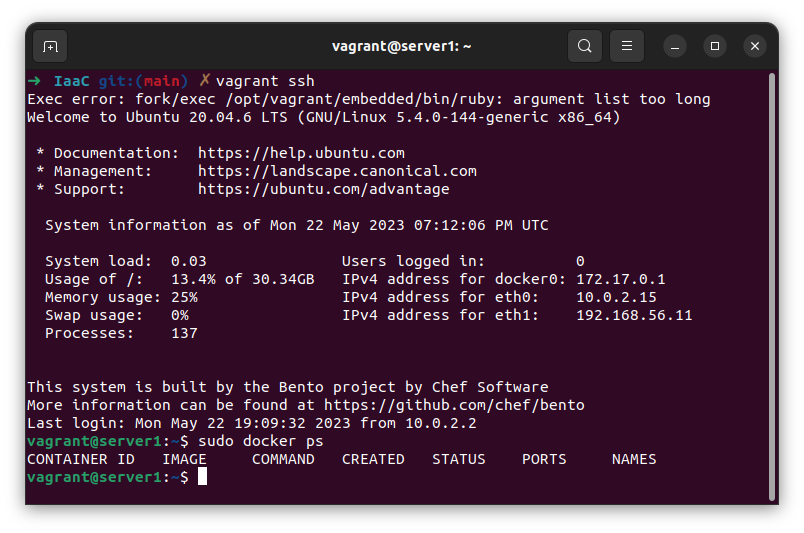 vagrant@server1: ~
➜  IaaC git:(main) ✗ vagrant ssh
Exec error: fork/exec /opt/vagrant/embedded/bin/ruby: argument list too long
Welcome to Ubuntu 20.04.6 LTS (GNU/Linux 5.4.0-144-generic x86_64)
 * Documentation:  https://help.ubuntu.com
 * Management:     https://landscape.canonical.com
 * Support:        https://ubuntu.com/advantage
  System information as of Mon 22 May 2023 07:12:06 PM UTC
  System load:  0.03               Users logged in:          0
  Usage of /:   13.4% of 30.34GB   IPv4 address for docker0: 172.17.0.1
  Memory usage: 25%                IPv4 address for eth0:    10.0.2.15
  Swap usage:   0%                 IPv4 address for eth1:    192.168.56.11
  Processes:    137
This system is built by the Bento project by Chef Software
More information can be found at https://github.com/chef/bento
Last login: Mon May 22 19:09:32 2023 from 10.0.2.2
vagrant@server1:~$ sudo docker ps
CONTAINER ID   IMAGE     COMMAND   CREATED   STATUS    PORTS     NAMES
vagrant@server1:~$